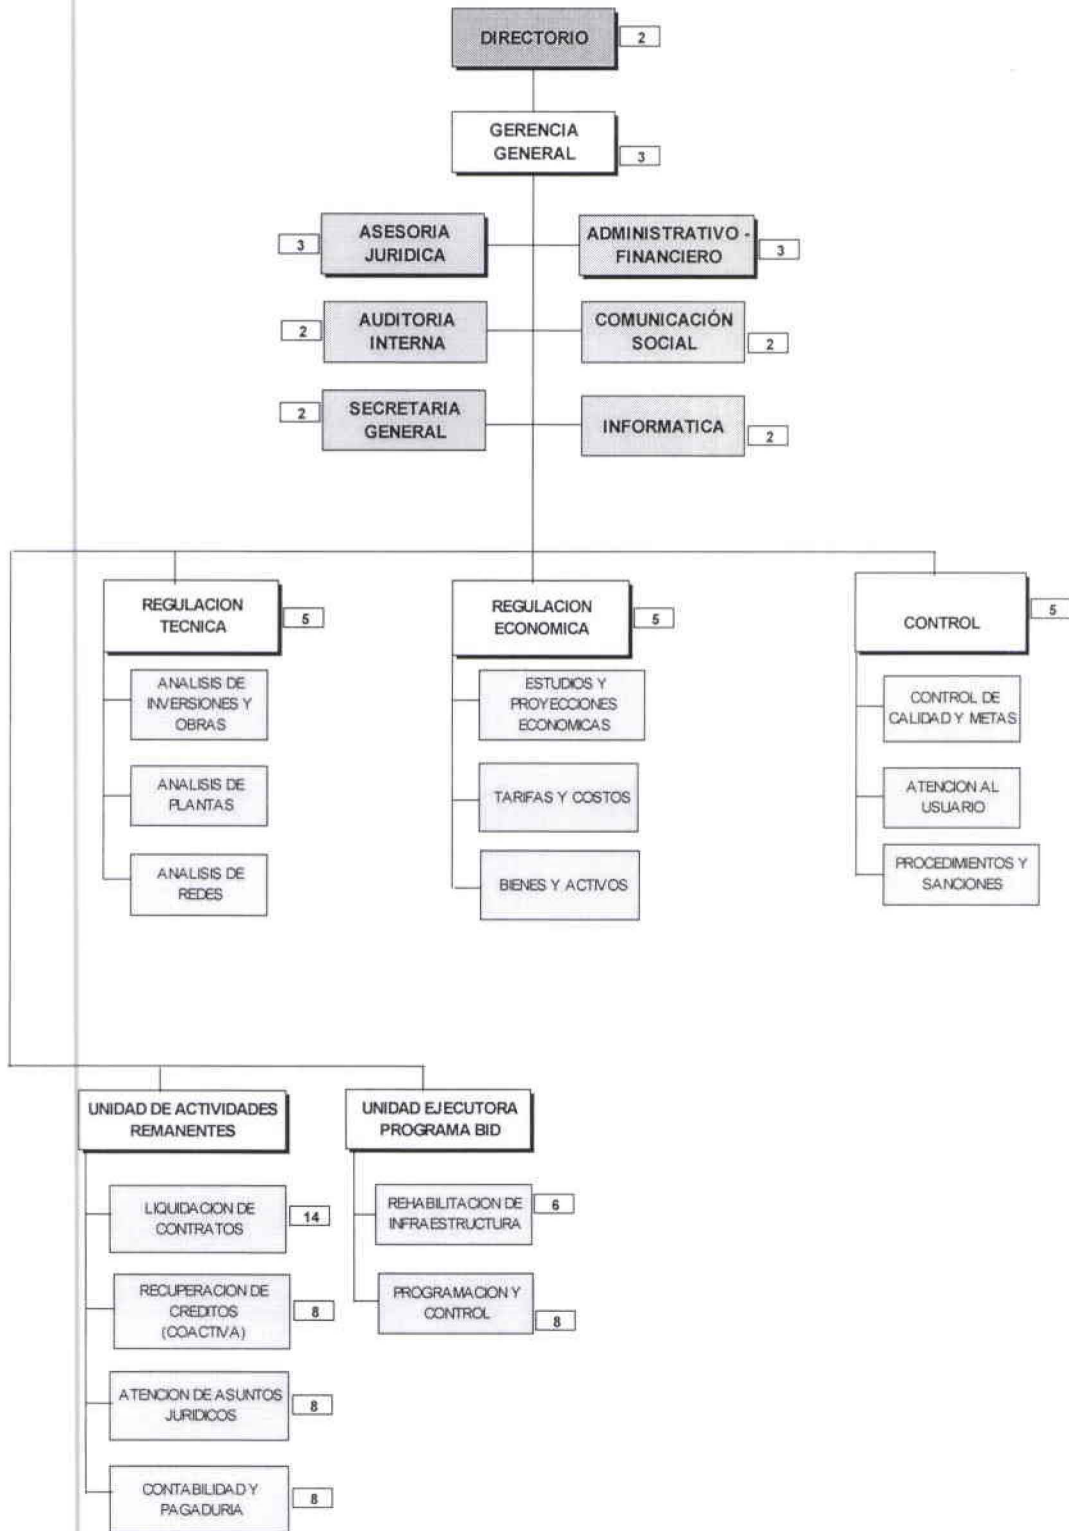 DIRECTORIO
2
GERENCIA
GENERAL
3
3
ASESORIA
JURIDICA
ADMINISTRATIVO -
FINANCIERO
3
2
AUDITORIA
INTERNA
COMUNICACIÓN
SOCIAL
2
2
SECRETARIA
GENERAL
INFORMATICA
2
REGULACION
TECNICA
5
ANALISIS DE
INVERSIONES Y
OBRAS
ANALISIS DE
PLANTAS
ANALISIS DE
REDES
REGULACION
ECONOMICA
5
ESTUDIOS Y
PROYECCIONES
ECONOMICAS
TARIFAS Y COSTOS
BIENES Y ACTIVOS
CONTROL
5
CONTROL DE
CALIDAD Y METAS
ATENCION AL
USUARIO
PROCEDIMIENTOS Y
SANCIONES
UNIDAD DE ACTIVIDADES
REMANENTES
LIQUIDACION DE
CONTRATOS
14
RECUPERACION DE
CREDITOS
(COACTIVA)
8
ATENCION DE ASUNTOS
JURIDICOS
8
CONTABILIDAD Y
PAGADURIA
8
UNIDAD EJECUTORA
PROGRAMA BID
REHABILITACION DE
INFRAESTRUCTURA
6
PROGRAMACION Y
CONTROL
8